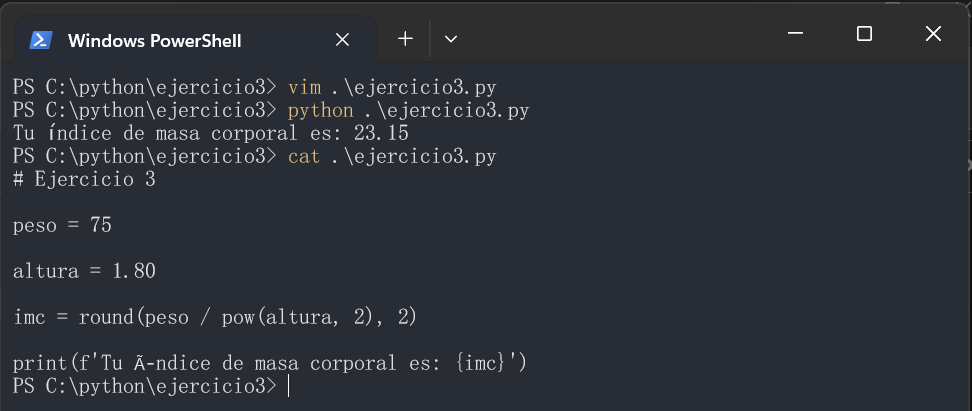 Windows PowerShell
PS C:\python\ejercicio3> vim .\ejercicio3.py
PS C:\python\ejercicio3> python .\ejercicio3.py
Tu índice de masa corporal es: 23.15
PS C:\python\ejercicio3> cat .\ejercicio3.py
# Ejercicio 3
peso = 75
altura = 1.80
imc = round(peso / pow(altura, 2), 2)
print(f'Tu Ã-ndice de masa corporal es: {imc}')
PS C:\python\ejercicio3>